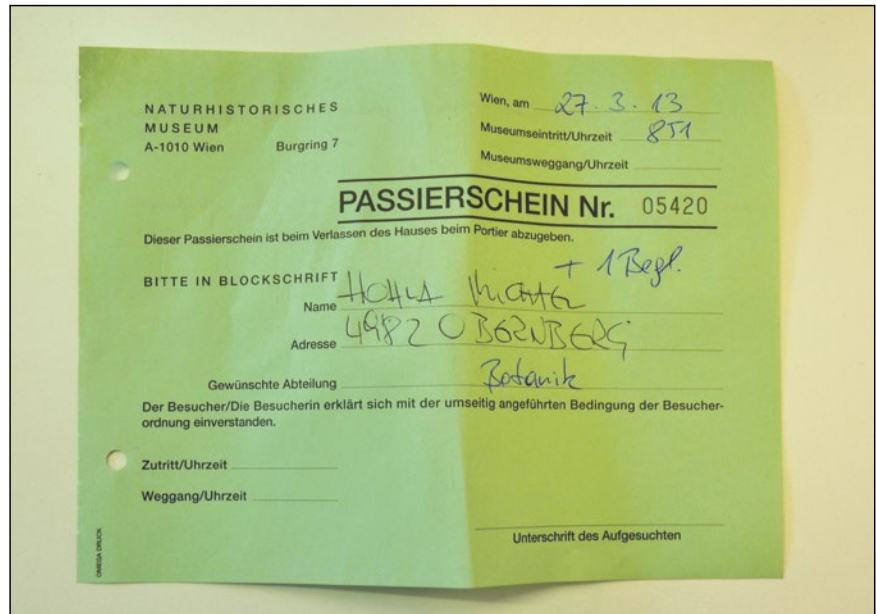 NATURHISTORISCHES
MUSEUM
A-1010 Wien Burgring 7
Wien, am 27. 3. 13
Museumseintritt/Uhrzeit 851
Museumsweggang/Uhrzeit
PASSIERSCHEIN Nr. 05420
Dieser Passierschein ist beim Verlassen des Hauses beim Portier abzugeben.
+ 1 Begl.
BITTE IN BLOCKSCHRIFT
Name HOHLA MICHAEL
Adresse 4982 OBERNBERG
Gewünschte Abteilung Botanik
Der Besucher/Die Besucherin erklärt sich mit der umseitig angeführten Bedingung der Besucher-
ordnung einverstanden.
Zutritt/Uhrzeit
Weggang/Uhrzeit
Unterschrift des Aufgesuchten
OMEGA DRUCK